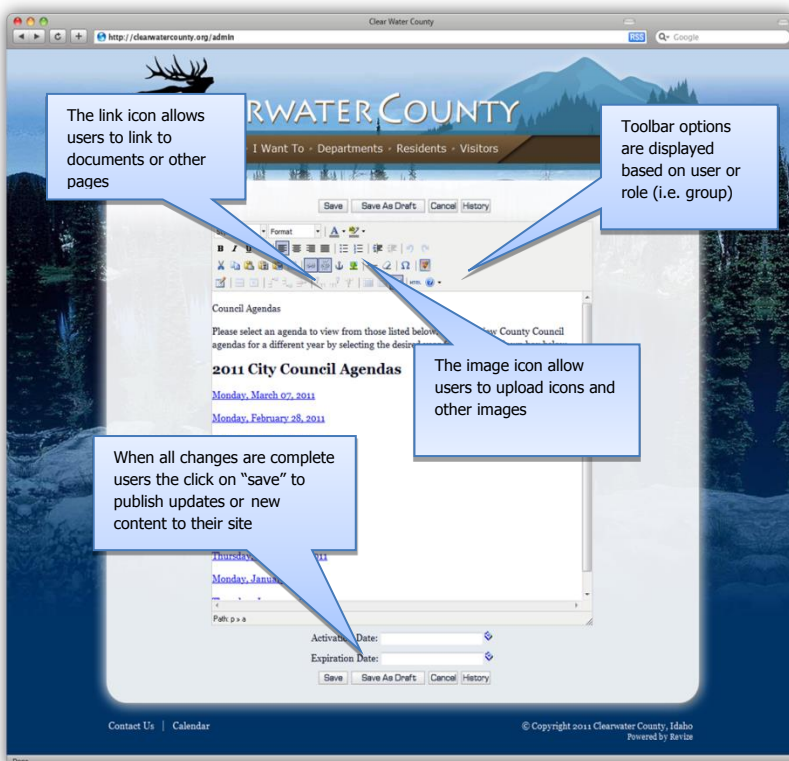 Clear Water County
http://clearwatercounty.org/admin
RSS
Google
RWATER COUNTY
I Want To • Departments • Residents • Visitors
The link icon allows
users to link to
documents or other
pages
Toolbar options
are displayed
based on user or
role (i.e. group)
Save Save As Draft Cancel History
Format
Council Agendas
Please select an agenda to view from those listed below.
County Council
agendas for a different year by selecting the desired
2011 City Council Agendas
Monday, March 07, 2011
Monday, February 28, 2011
The image icon allow
users to upload icons and
other images
When all changes are complete
users the click on “save” to
publish updates or new
content to their site
Monday,
Path: p » a
Activation Date:
Expiration Date:
Save Save As Draft Cancel History
Contact Us | Calendar
© Copyright 2011 Clearwater County, Idaho
Powered by Revize